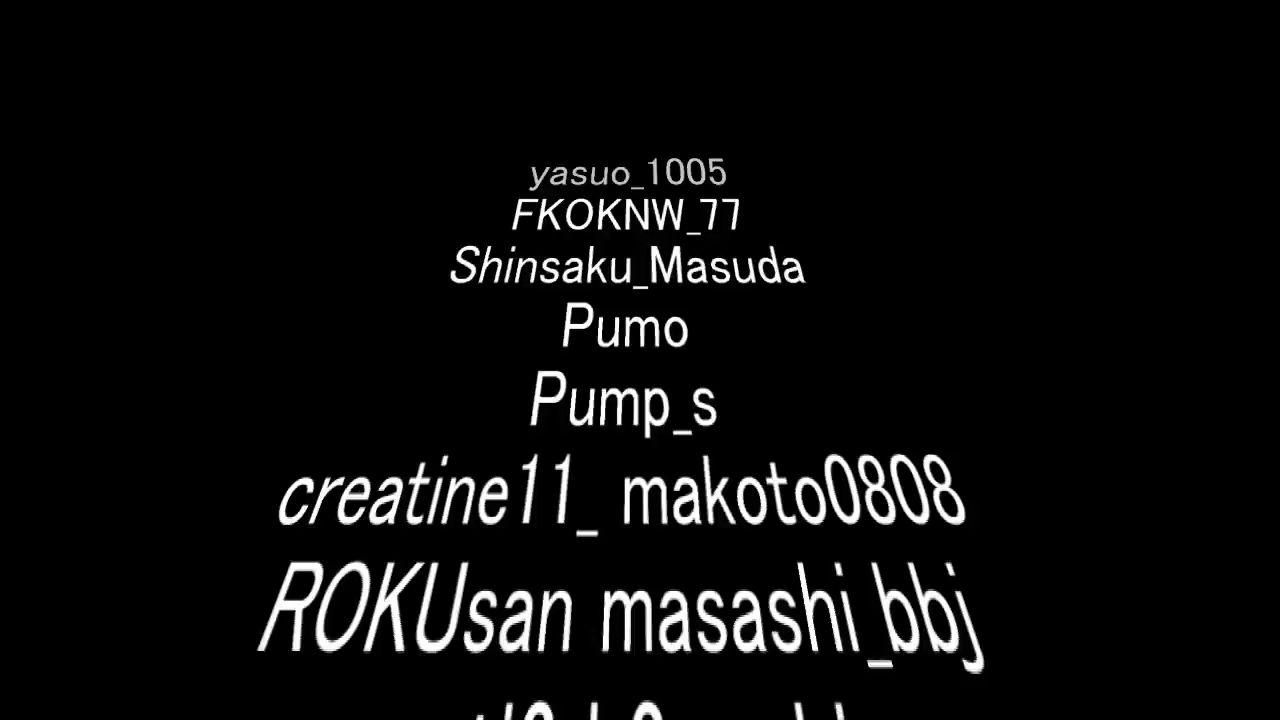 yasuo_1005
FKOKNW_77
Shinsaku_Masuda
Pumo
Pump_s
creatine11_ makoto0808
ROKUsan masashi_bbj